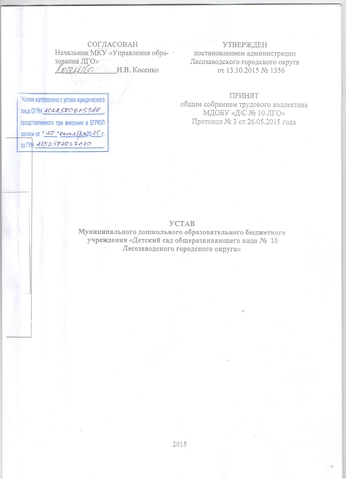 СОГЛАСОВАН
Начальник МКУ «Управления обра-
зования ЛГО»
Н.В. Косенко
УТВЕРЖДЕН
постановлением администрации
Лесозаводского городского округа
от 13.10.2015 № 1356
ПРИНЯТ
общим собранием трудового коллектива
МДОБУ «Д/С № 10 ЛГО»
Протокол № 3 от 26.05.2015 года
Копия изготовлена с устава юридического
лица ОГРН
представленного при внесении в ЕГРЮЛ
записи от
за ГРН
УСТАВ
Муниципального дошкольного образовательного бюджетного
учреждения «Детский сад общеразвивающего вида № 10
Лесозаводского городского округа»
2015